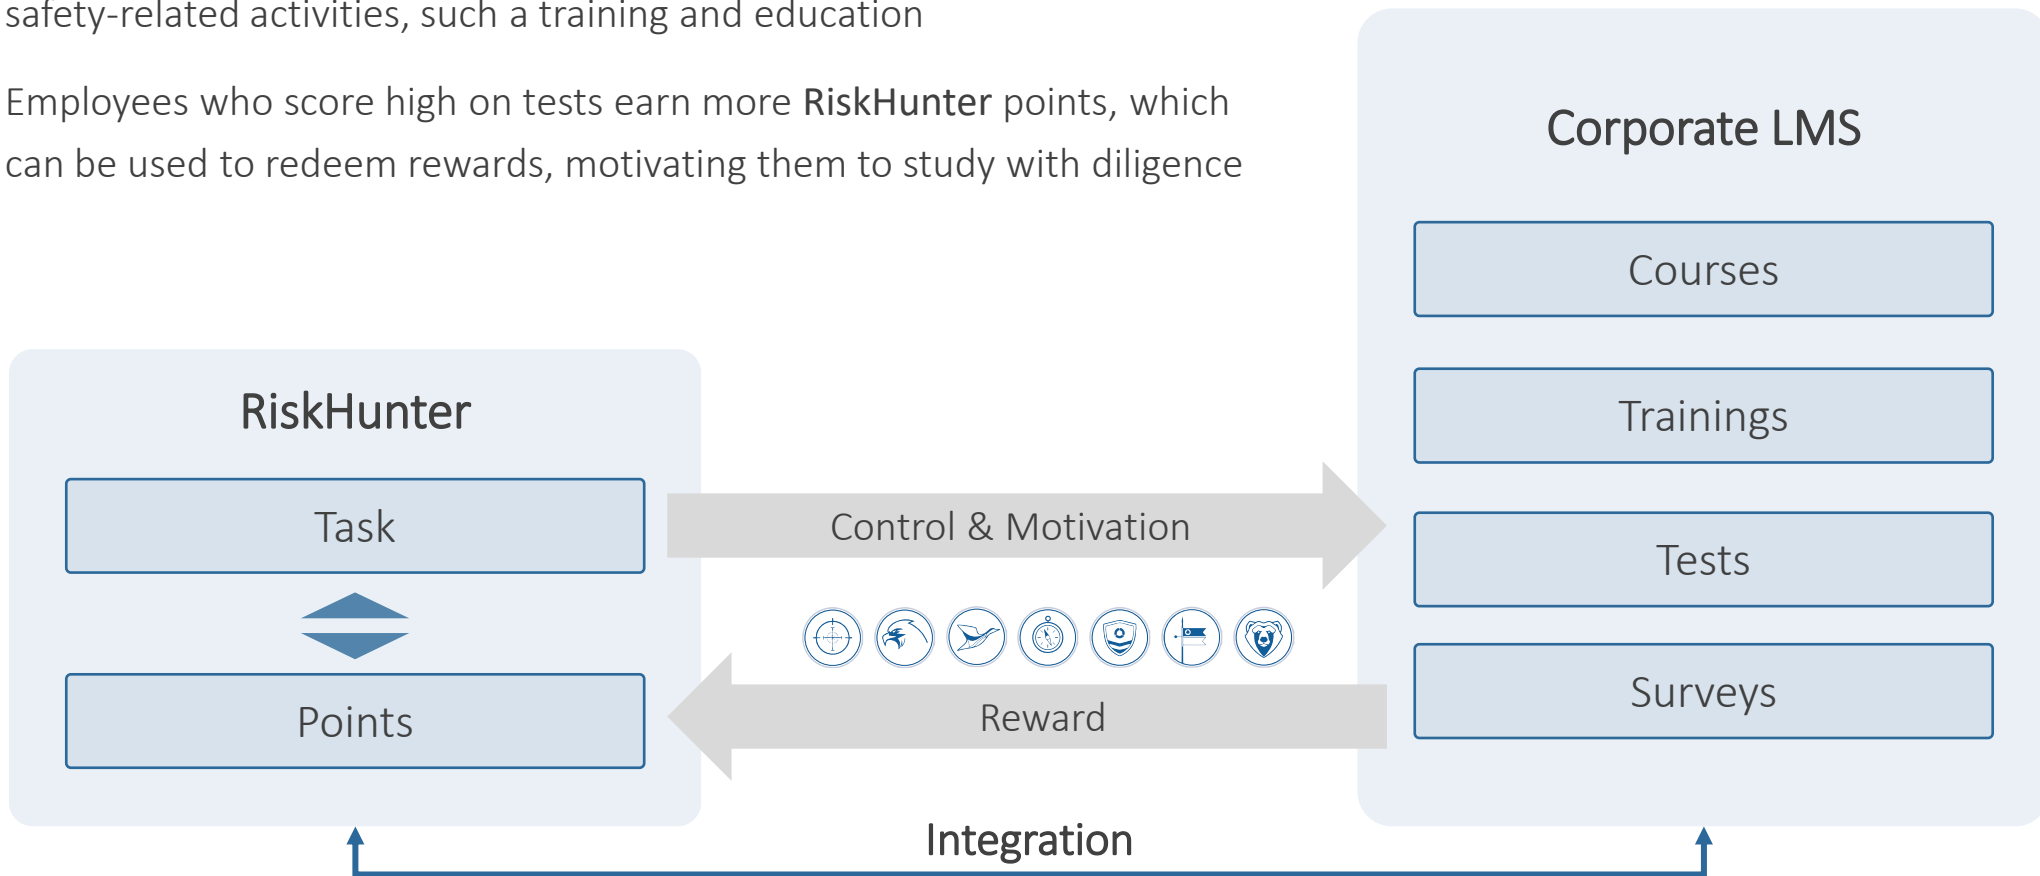 safety-related activities, such a training and education
Employees who score high on tests earn more RiskHunter points, which
can be used to redeem rewards, motivating them to study with diligence
Corporate LMS
Courses
Trainings
Tests
Surveys
RiskHunter
Task
Points
Control & Motivation
Reward
Integration